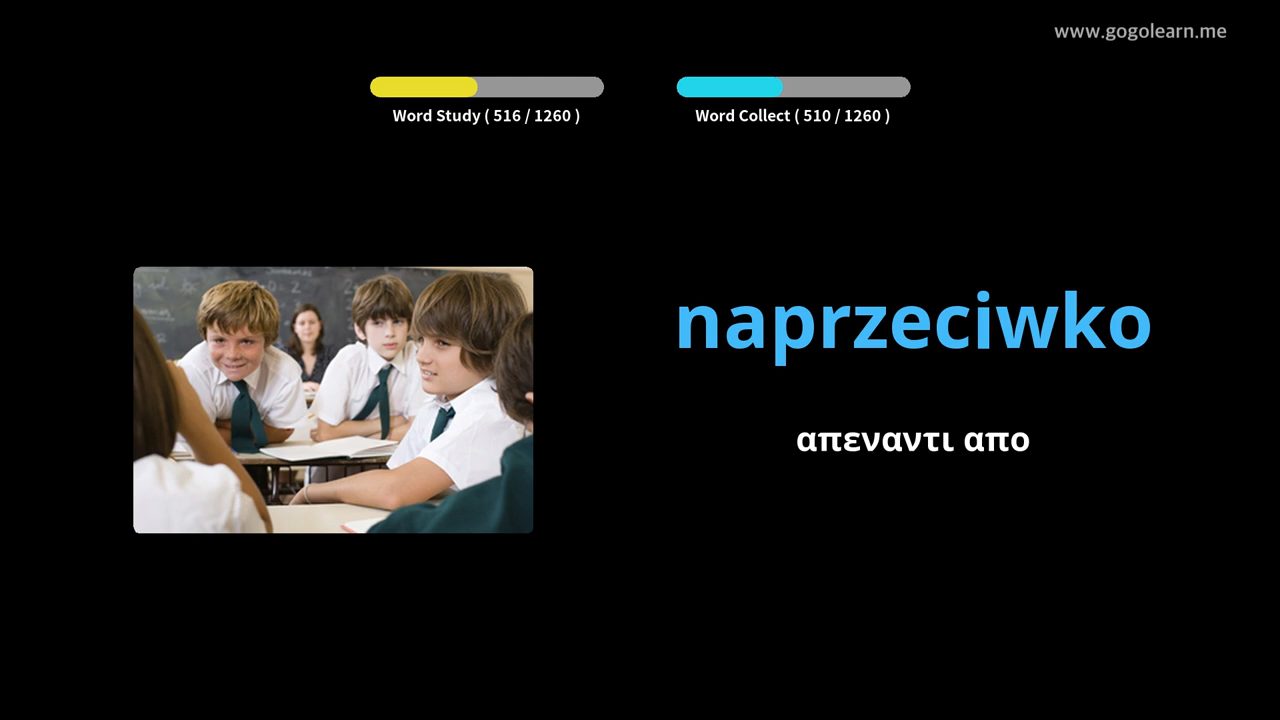 www.gogolearn.me
Word Study ( 516 / 1260 )
Word Collect ( 510 / 1260 )
naprzeciwko
απεναντι απο